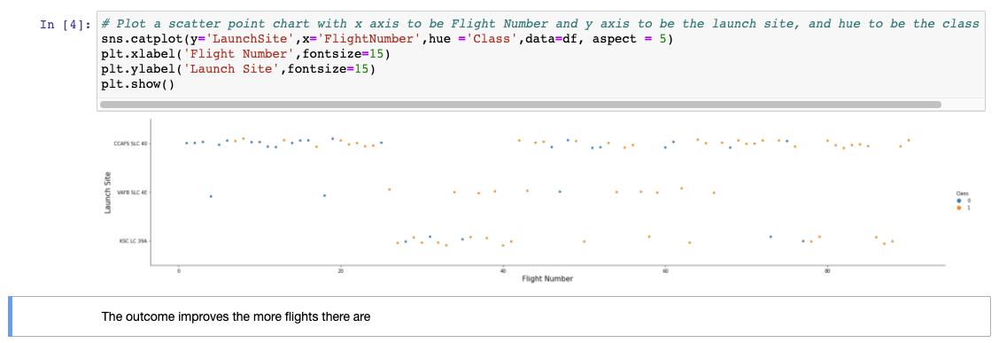 In [4]: # Plot a scatter point chart with x axis to be Flight Number and y axis to be the launch site, and hue to be the class
sns.catplot(y='LaunchSite',x='FlightNumber',hue ='Class',data=df, aspect = 5)
plt.xlabel('Flight Number',fontsize=15)
plt.ylabel('Launch Site',fontsize=15)
plt.show()
CCAFS SLC 40
VAFB SLC 4E
KSC LC 39A
Launch Site
0 20 40 60 80
Flight Number
Class
0
1
The outcome improves the more flights there are